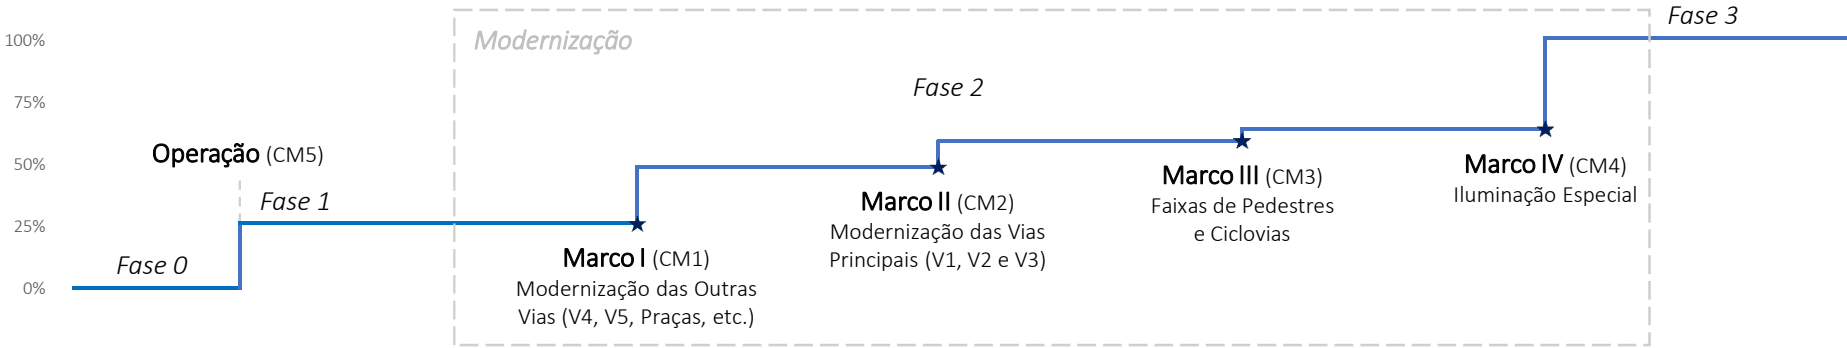 Modernização
Fase 3
100%
75%
50%
25%
0%
Fase 0
Operação (CM5)
Fase 1
Fase 2
Marco I (CM1)
Modernização das Outras
Vias (V4, V5, Praças, etc.)
Marco II (CM2)
Modernização das Vias
Principais (V1, V2 e V3)
Marco III (CM3)
Faixas de Pedestres
e Ciclovias
Marco IV (CM4)
Iluminação Especial